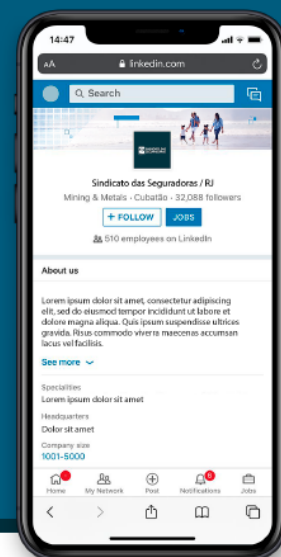 14:47
AA
linkedin.com
Search
Sindicato das Seguradoras / RJ
Mining & Metals - Cubatão - 32,088 followers
+ FOLLOW
JOBS
510 employees on LinkedIn
About us
Lorem ipsum dolor sit amet, consectetur adipiscing
elit, sed do eiusmod tempor incididunt ut labore et
dolore magna aliqua. Quis ipsum suspendisse ultrices
gravida. Risus commodo viverra maecenas accumsan
lacus vel facilisis.
See more
Specialities
Lorem ipsum dolor sit amet
Headquarters
Dolor sit amet
Company size
1001-5000
Home
My Network
Post
Notifications
Jobs